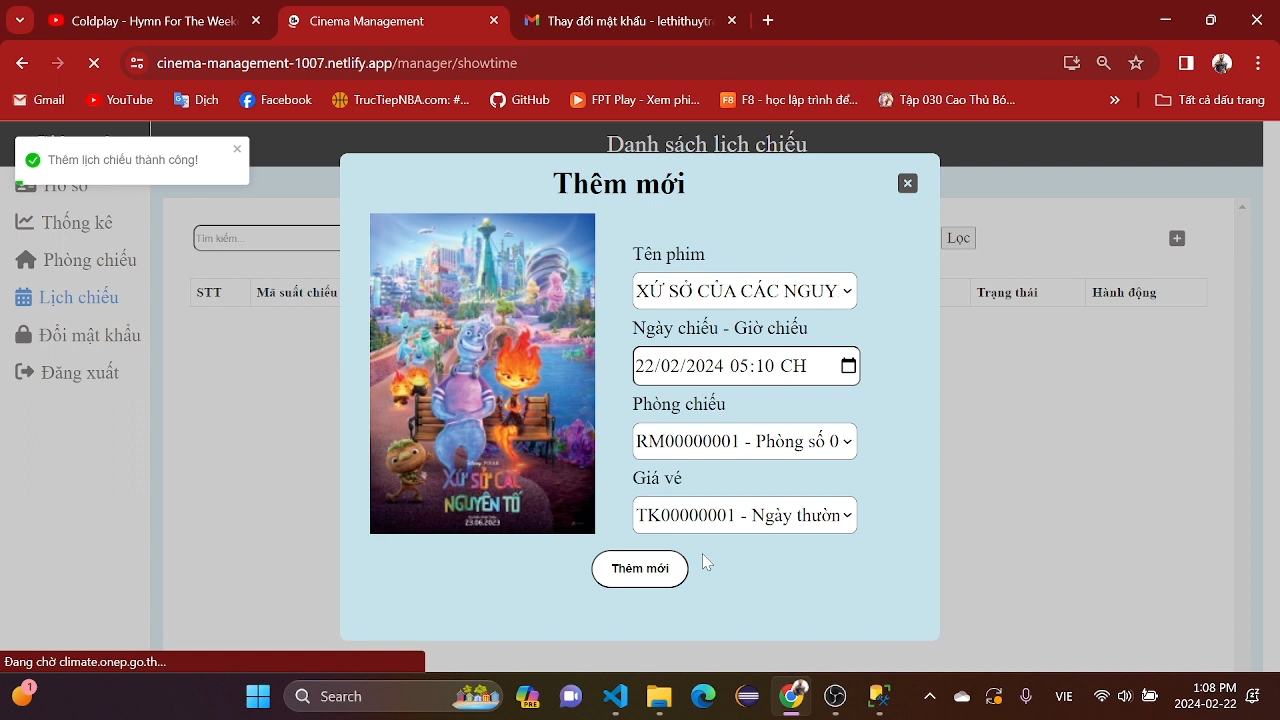 Coldplay - Hymn For The Week
Cinema Management
Thay đổi mật khẩu - lethithuytr
cinema-management-1007.netlify.app/manager/showtime
Gmail
YouTube
Dịch
Facebook
TrucTiepNBA.com: #...
GitHub
FPT Play - Xem phi...
F8 - học lập trình để...
Tập 030 Cao Thủ Bó...
Tất cả dấu trang
Danh sách lịch chiếu
Thêm lịch chiếu thành công!
Hồ sơ
Thống kê
Phòng chiếu
Lịch chiếu
Đổi mật khẩu
Đăng xuất
Tìm kiếm...
Lọc
STT
Mã suất chiếu
Trạng thái
Hành động
Thêm mới
XỨ SỞ CÁC
NGUYÊN TỐ
23.06.2023
Tên phim
XỨ SỞ CỦA CÁC NGUY
Ngày chiếu - Giờ chiếu
22/02/2024 05:10 CH
Phòng chiếu
RM00000001 - Phòng số 0
Giá vé
TK00000001 - Ngày thườn
Thêm mới
Đang chờ climate.onep.go.th...
1
Search
PRE
VIE
1:08 PM
2024-02-22